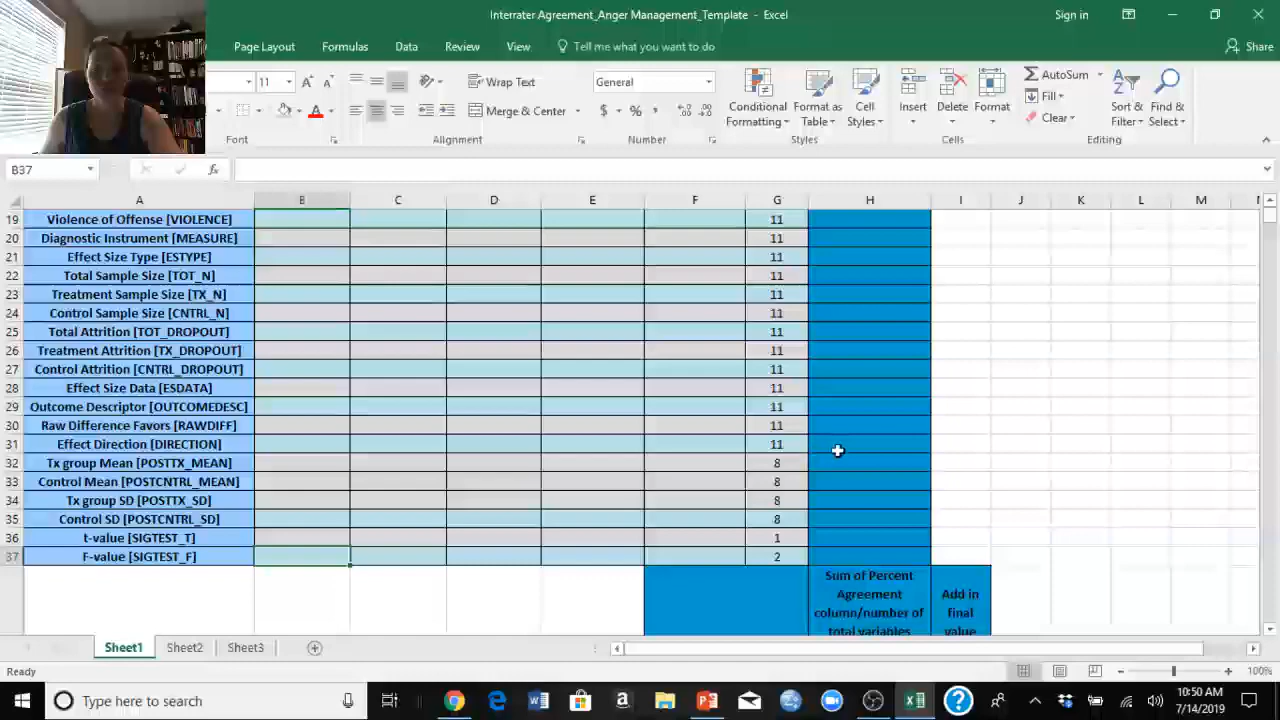 Interrater Agreement_Anger Management_Template - Excel
Sign in
Page Layout Formulas Data Review View Tell me what you want to do Share
11 A A Wrap Text General AutoSum
Merge & Center $ % , Conditional Formatting Format as Table Cell Styles Insert Delete Format Fill Clear Sort & Filter Find & Select
Font Alignment Number Styles Cells Editing
B37 fx
A B C D E F G H I J K L M
19 Violence of Offense [VIOLENCE] 11
20 Diagnostic Instrument [MEASURE] 11
21 Effect Size Type [ESTYPE] 11
22 Total Sample Size [TOT_N] 11
23 Treatment Sample Size [TX_N] 11
24 Control Sample Size [CNTRL_N] 11
25 Total Attrition [TOT_DROPOUT] 11
26 Treatment Attrition [TX_DROPOUT] 11
27 Control Attrition [CNTRL_DROPOUT] 11
28 Effect Size Data [ESDATA] 11
29 Outcome Descriptor [OUTCOMEDESC] 11
30 Raw Difference Favors [RAWDIFF] 11
31 Effect Direction [DIRECTION] 11
32 Tx group Mean [POSTTX_MEAN] 8
33 Control Mean [POSTCNTRL_MEAN] 8
34 Tx group SD [POSTTX_SD] 8
35 Control SD [POSTCNTRL_SD] 8
36 t-value [SIGTEST_T] 1
37 F-value [SIGTEST_F] 2
Sum of Percent
Agreement Add in
column/number of final
total variables value
Sheet1 Sheet2 Sheet3
Ready 100%
Type here to search
10:50 AM
7/14/2019